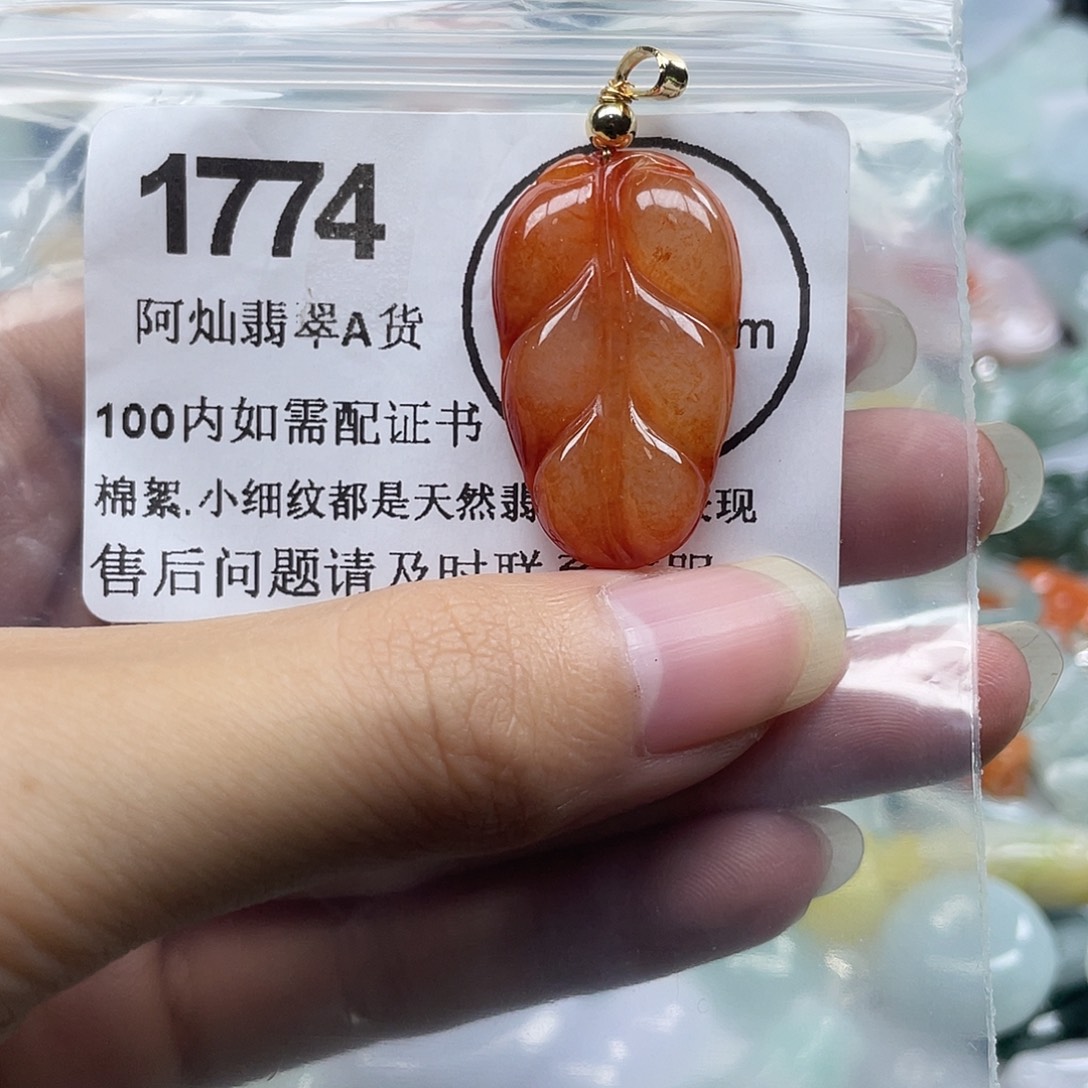 1774
阿灿翡翠A货
m
100内如需配证书
棉絮.小细纹都是天然翡 现
售后问题请及时联